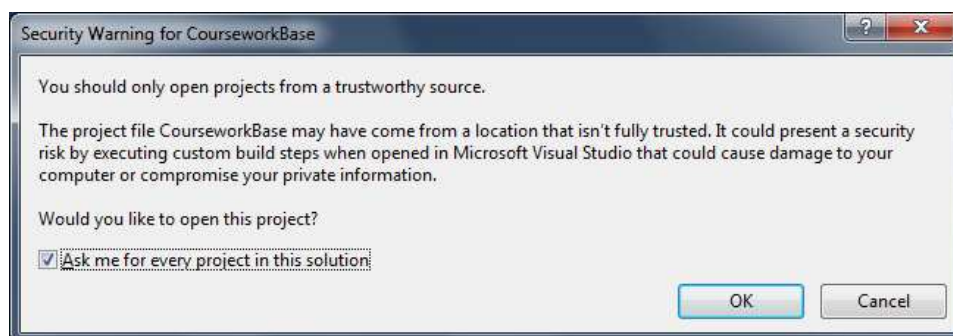 Security Warning for CourseworkBase
?
You should only open projects from a trustworthy source.
The project file CourseworkBase may have come from a location that isn't fully trusted. It could present a security
risk by executing custom build steps when opened in Microsoft Visual Studio that could cause damage to your
computer or compromise your private information.
Would you like to open this project?
Ask me for every project in this solution
OK
Cancel